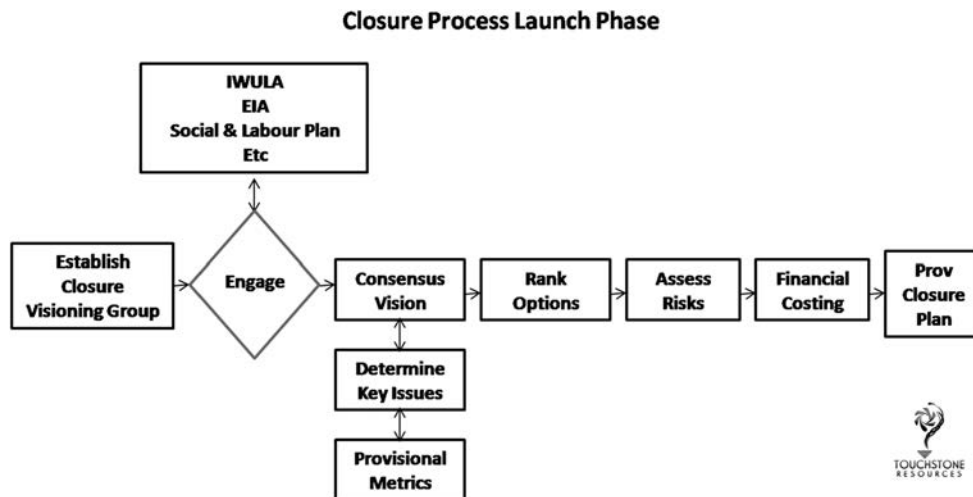 Closure Process Launch Phase
IWULA
EIA
Social & Labour Plan
Etc
Establish
Closure
Visioning Group
Engage
Consensus
Vision
Rank
Options
Assess
Risks
Financial
Costing
Prov
Closure
Plan
Determine
Key Issues
Provisional
Metrics
TOUCHSTONE
RESOURCES